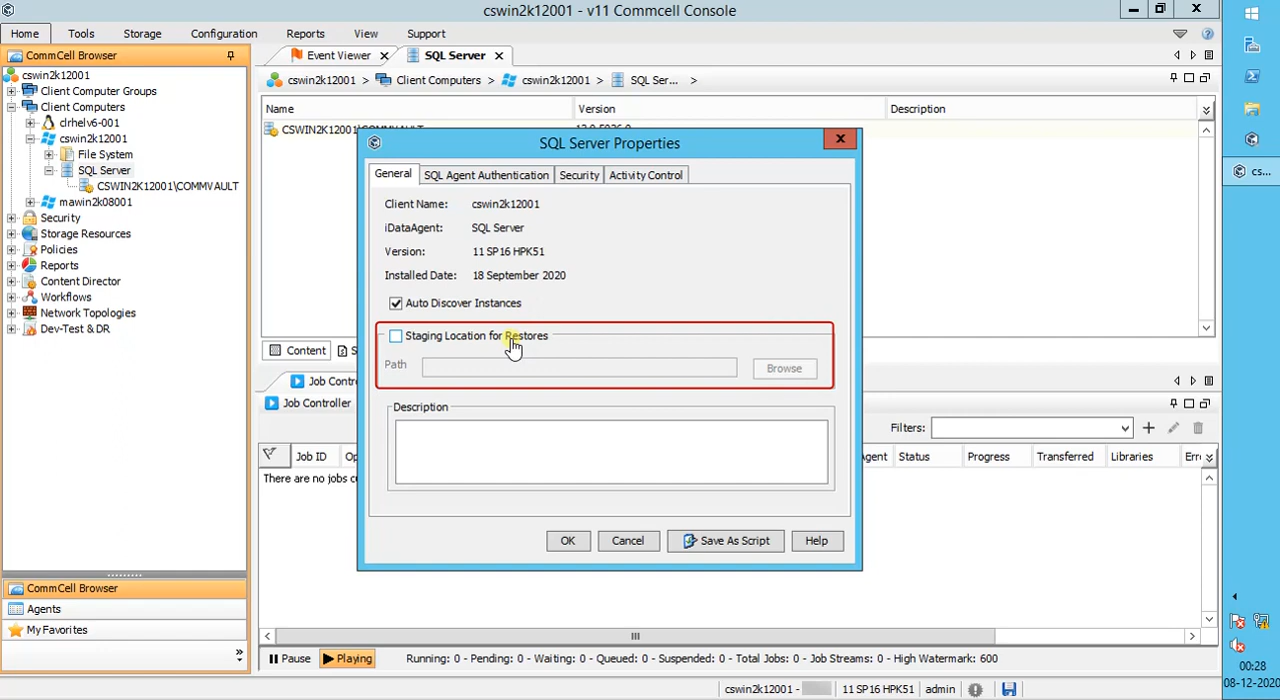 cswin2k12001 - v11 Commcell Console
Home Tools Storage Configuration Reports View Support
CommCell Browser
cswin2k12001
Client Computer Groups
Client Computers
clrhelv6-001
cswin2k12001
File System
SQL Server
CSWIN2K12001\COMMVAULT
mawin2k08001
Security
Storage Resources
Policies
Reports
Content Director
Workflows
Network Topologies
Dev-Test & DR
CommCell Browser
Agents
My Favorites
Event Viewer SQL Server
cswin2k12001 > Client Computers > cswin2k12001 > SQL Ser... >
Name Version Description
Content S
SQL Server Properties
General SQL Agent Authentication Security Activity Control
Client Name: cswin2k12001
iDataAgent: SQL Server
Version: 11 SP16 HPK51
Installed Date: 18 September 2020
Auto Discover Instances
Staging Location for Restores
Path Browse
Description
OK Cancel Save As Script Help
Job Contr
Job Controller
Filters:
Job ID Op Agent Status Progress Transferred Libraries Erro
There are no jobs c
Pause Playing Running: 0 - Pending: 0 - Waiting: 0 - Queued: 0 - Suspended: 0 - Total Jobs: 0 - Job Streams: 0 - High Watermark: 600
cswin2k12001 - 11 SP16 HPK51 admin
cs...
00:28
08-12-2020